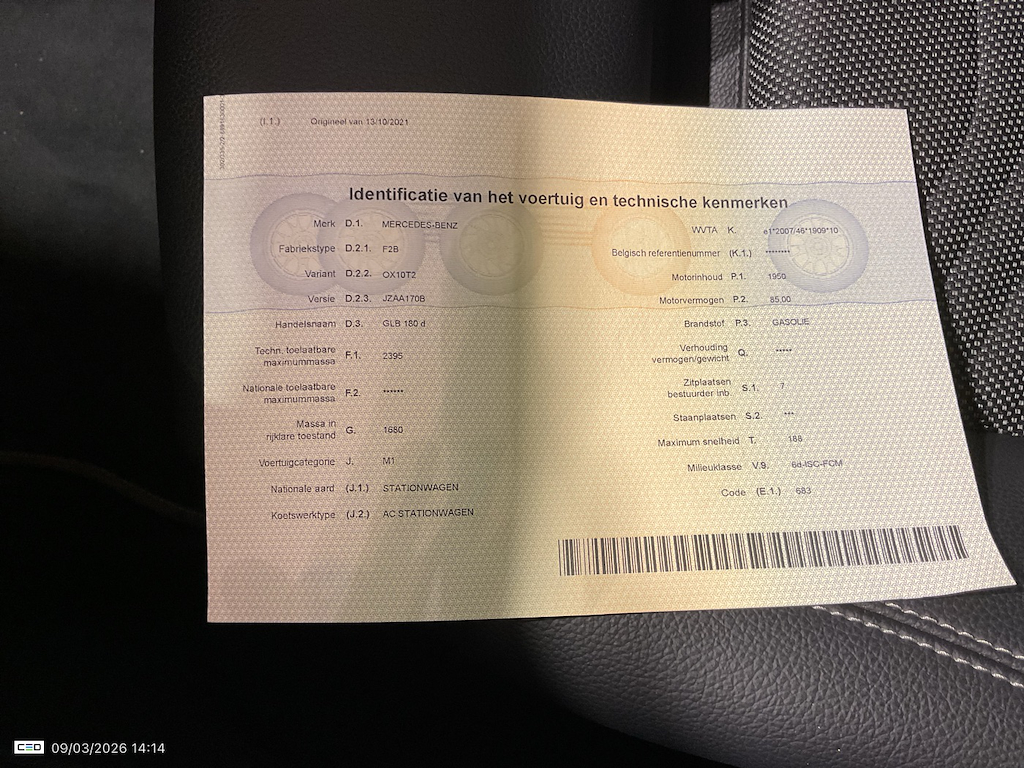 (I.1.) Origineel van 13/10/2021
Identificatie van het voertuig en technische kenmerken
Merk D.1. MERCEDES-BENZ
Fabriekstype D.2.1. F2B
Variant D.2.2. OX10T2
Versie D.2.3. JZAA170B
Handelsnaam D.3. GLB 180 d
Techn. toelaatbare
maximummassa F.1. 2395
Nationale toelaatbare
maximummassa F.2. ******
Massa in
rijklare toestand G. 1680
Voertuigcategorie J. M1
Nationale aard (J.1.) STATIONWAGEN
Koetswerktype (J.2.) AC STATIONWAGEN
WVTA K. e1*2007/46*1909*10
Belgisch referentienummer (K.1.) ********
Motorinhoud P.1. 1950
Motorvermogen P.2. 85,00
Brandstof P.3. GASOLIE
Verhouding
vermogen/gewicht Q. *****
Zitplaatsen
bestuurder inb. S.1. 7
Staanplaatsen S.2. ***
Maximum snelheid T. 188
Milieuklasse V.9. 6d-ISC-FCM
Code (E.1.) 683
CEO 09/03/2026 14:14